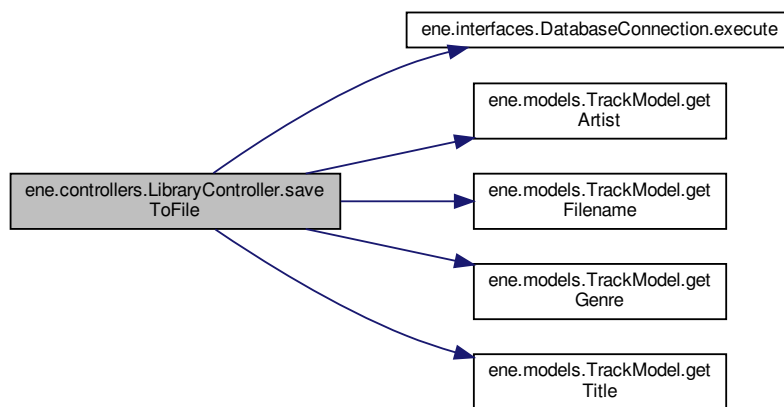 ene.interfaces.DatabaseConnection.execute
ene.models.TrackModel.get
Artist
ene.controllers.LibraryController.save
ToFile
ene.models.TrackModel.get
Filename
ene.models.TrackModel.get
Genre
ene.models.TrackModel.get
Title